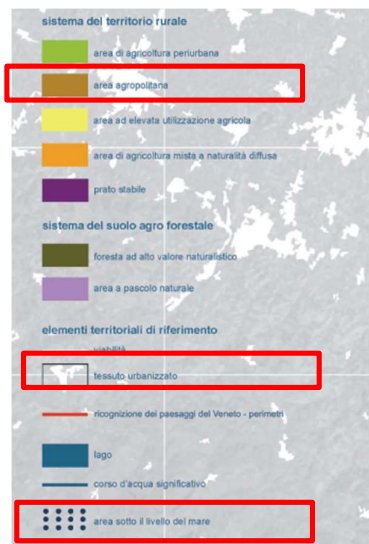 sistema del territorio rurale
area di agricoltura periurbana
area agropolitana
area ad elevata utilizzazione agricola
area di agricoltura mista a naturalità diffusa
prato stabile
sistema del suolo agro forestale
foresta ad alto valore naturalistico
area a pascolo naturale
elementi territoriali di riferimento
viabilità
tessuto urbanizzato
ricognizione dei paesaggi del Veneto - perimetri
lago
corso d'acqua significativo
area sotto il livello del mare